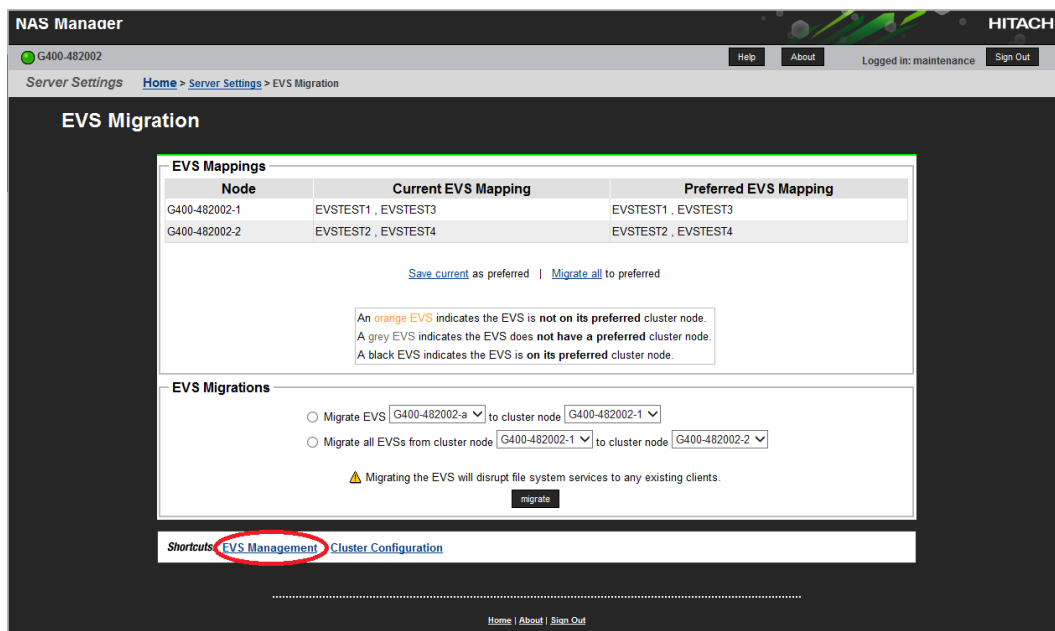 NAS Manager
HITACH
G400-482002
Help About Logged in: maintenance Sign Out
Server Settings Home > Server Settings > EVS Migration
EVS Migration
EVS Mappings
Node Current EVS Mapping Preferred EVS Mapping
G400-482002-1 EVSTEST1 , EVSTEST3 EVSTEST1 , EVSTEST3
G400-482002-2 EVSTEST2 , EVSTEST4 EVSTEST2 , EVSTEST4
Save current as preferred | Migrate all to preferred
An orange EVS indicates the EVS is not on its preferred cluster node.
A grey EVS indicates the EVS does not have a preferred cluster node.
A black EVS indicates the EVS is on its preferred cluster node.
EVS Migrations
Migrate EVS G400-482002-a to cluster node G400-482002-1
Migrate all EVSs from cluster node G400-482002-1 to cluster node G400-482002-2
Migrating the EVS will disrupt file system services to any existing clients.
migrate
Shortcuts: EVS Management Cluster Configuration
Home | About | Sign Out